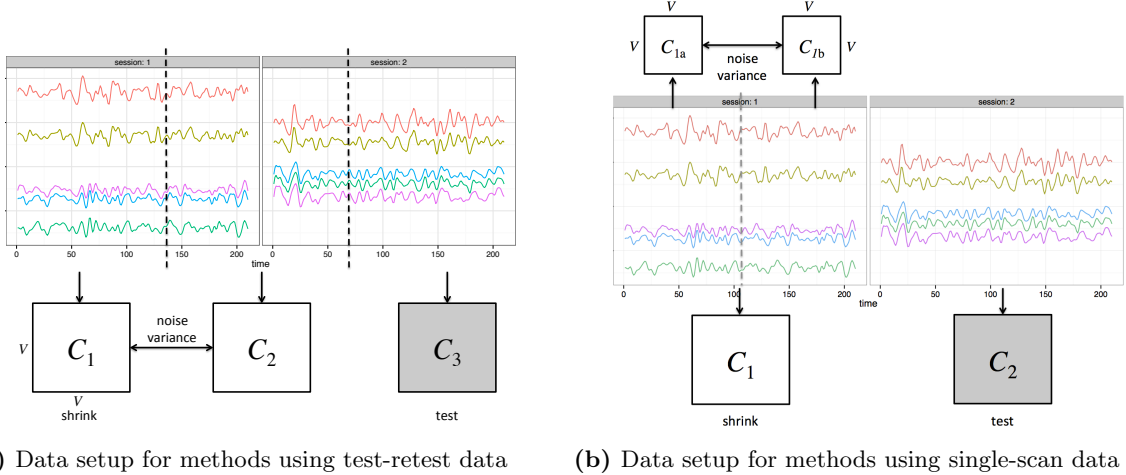 session: 1
session: 2
0
50
100
150
200
0
50
100
150
200
time
noise
variance
V
C1
C2
C3
V
shrink
test
) Data setup for methods using test-retest data
V
V
V
C1a
C1b
V
noise
variance
session: 1
session: 2
0
50
100
150
200
0
50
100
150
200
time
C1
C2
shrink
test
(b) Data setup for methods using single-scan data